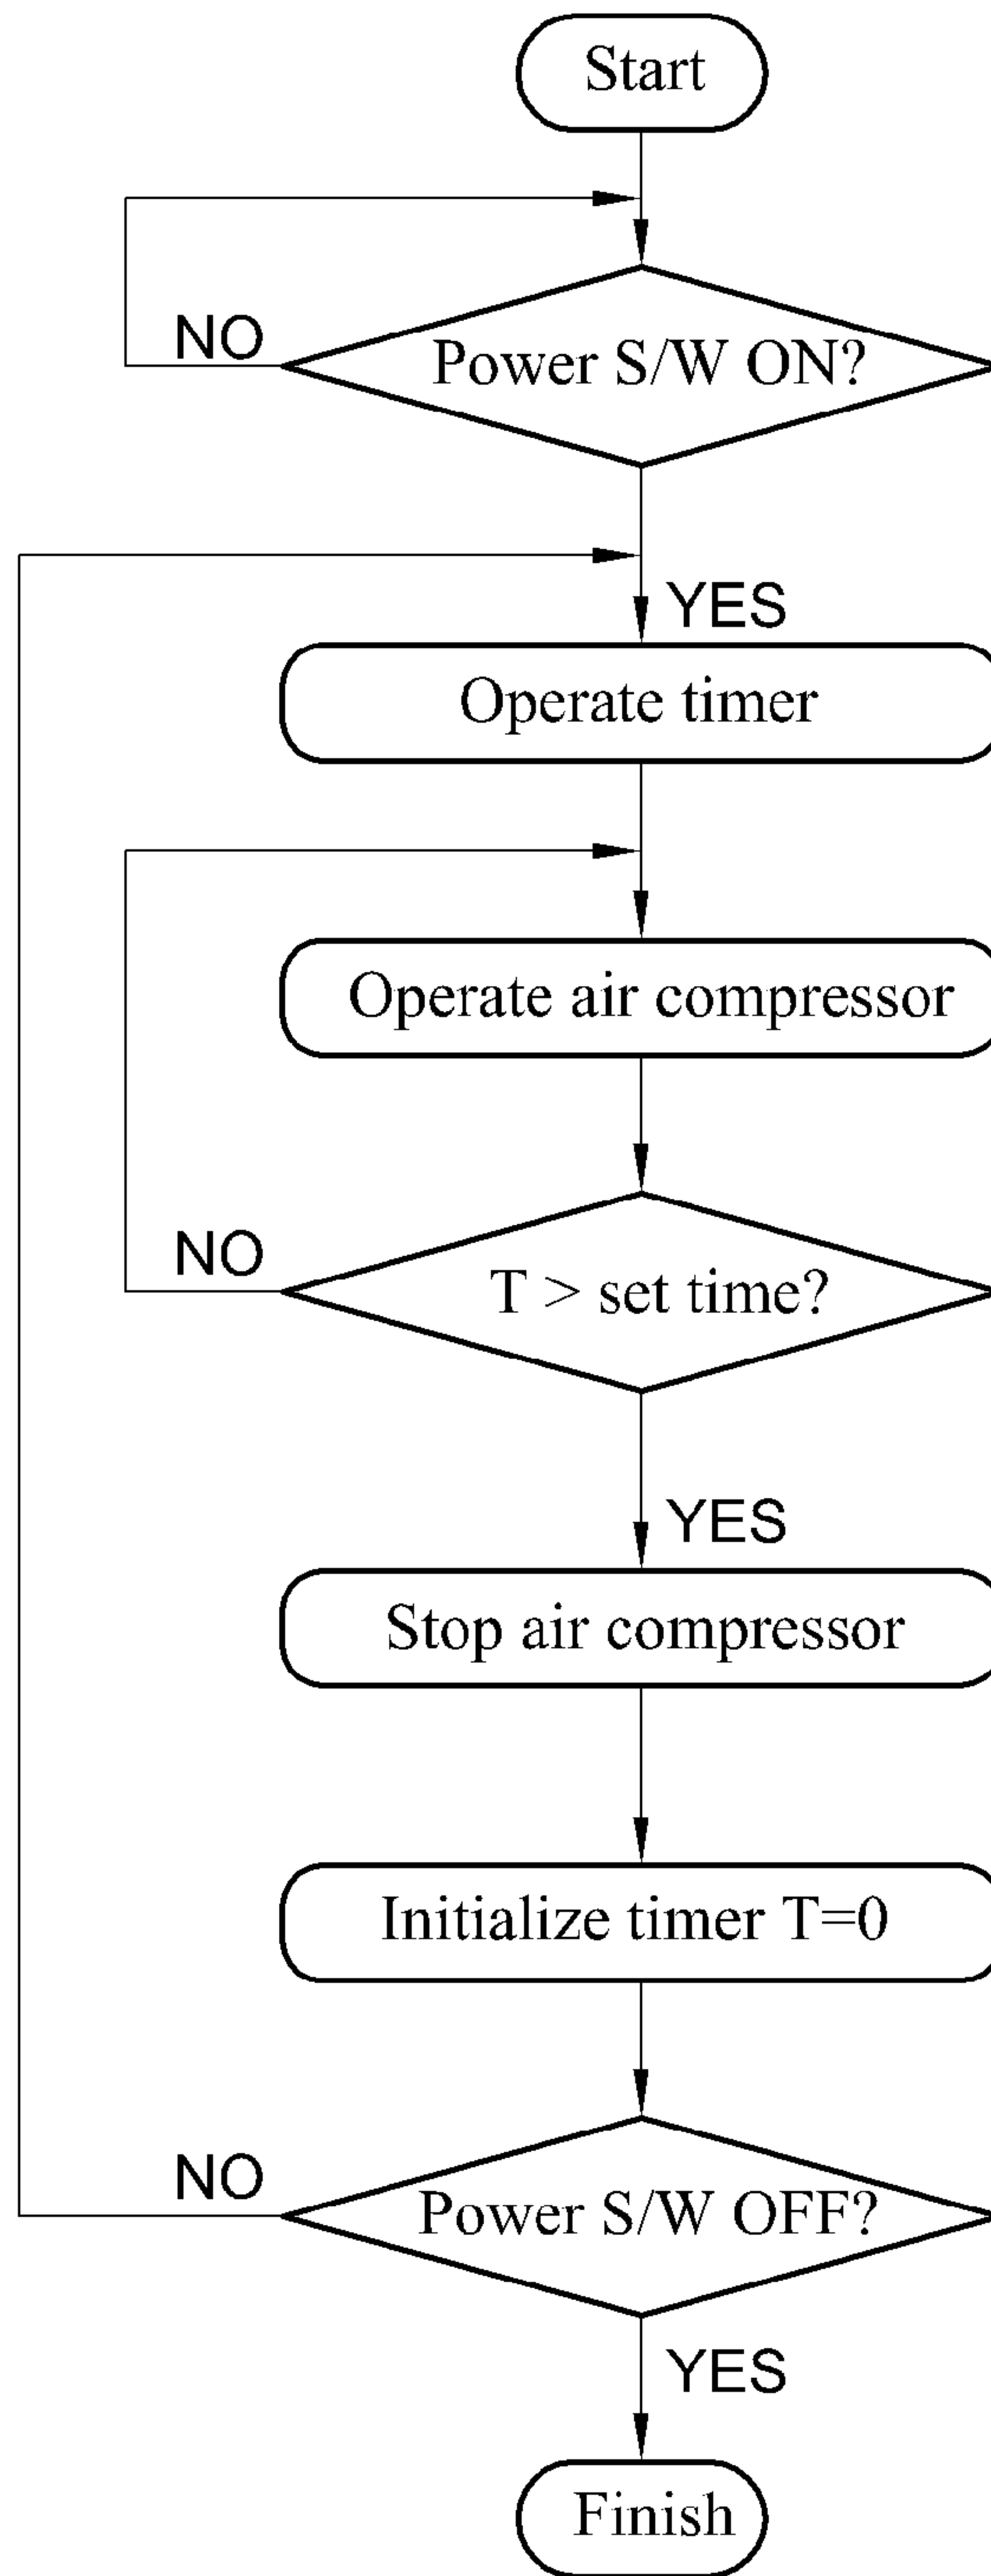 Start
NO
Power S/W ON?
YES
Operate timer
Operate air compressor
NO
T > set time?
YES
Stop air compressor
Initialize timer T=0
NO
Power S/W OFF?
YES
Finish